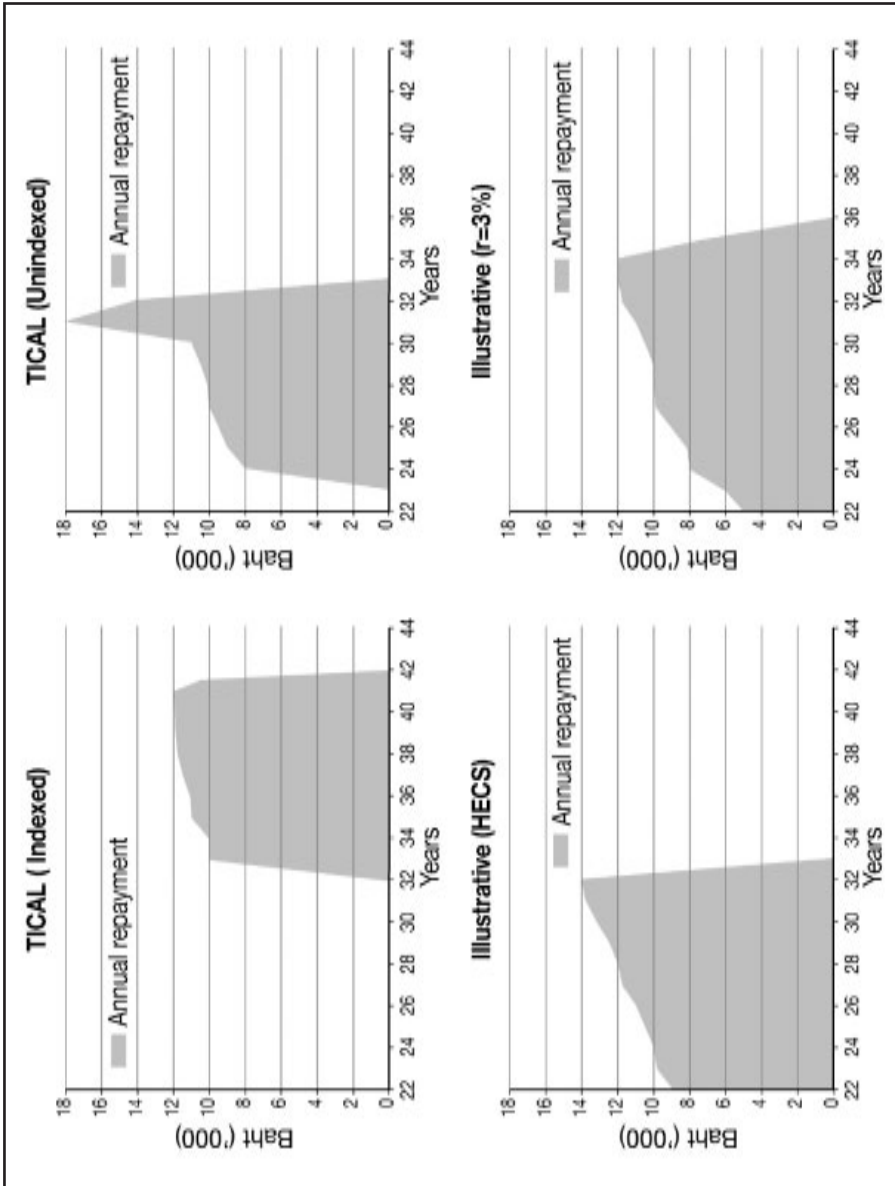 TICAL ( Indexed)
Annual repayment
Baht ('000)
18
16
14
12
10
8
6
4
2
0
22 24 26 28 30 32 34 36 38 40 42 44
Years
TICAL (Unindexed)
Annual repayment
Baht ('000)
18
16
14
12
10
8
6
4
2
0
22 24 26 28 30 32 34 36 38 40 42 44
Years
Illustrative (HECS)
Annual repayment
Baht ('000)
18
16
14
12
10
8
6
4
2
0
22 24 26 28 30 32 34 36 38 40 42 44
Years
Illustrative (r=3%)
Annual repayment
Baht ('000)
18
16
14
12
10
8
6
4
2
0
22 24 26 28 30 32 34 36 38 40 42 44
Years